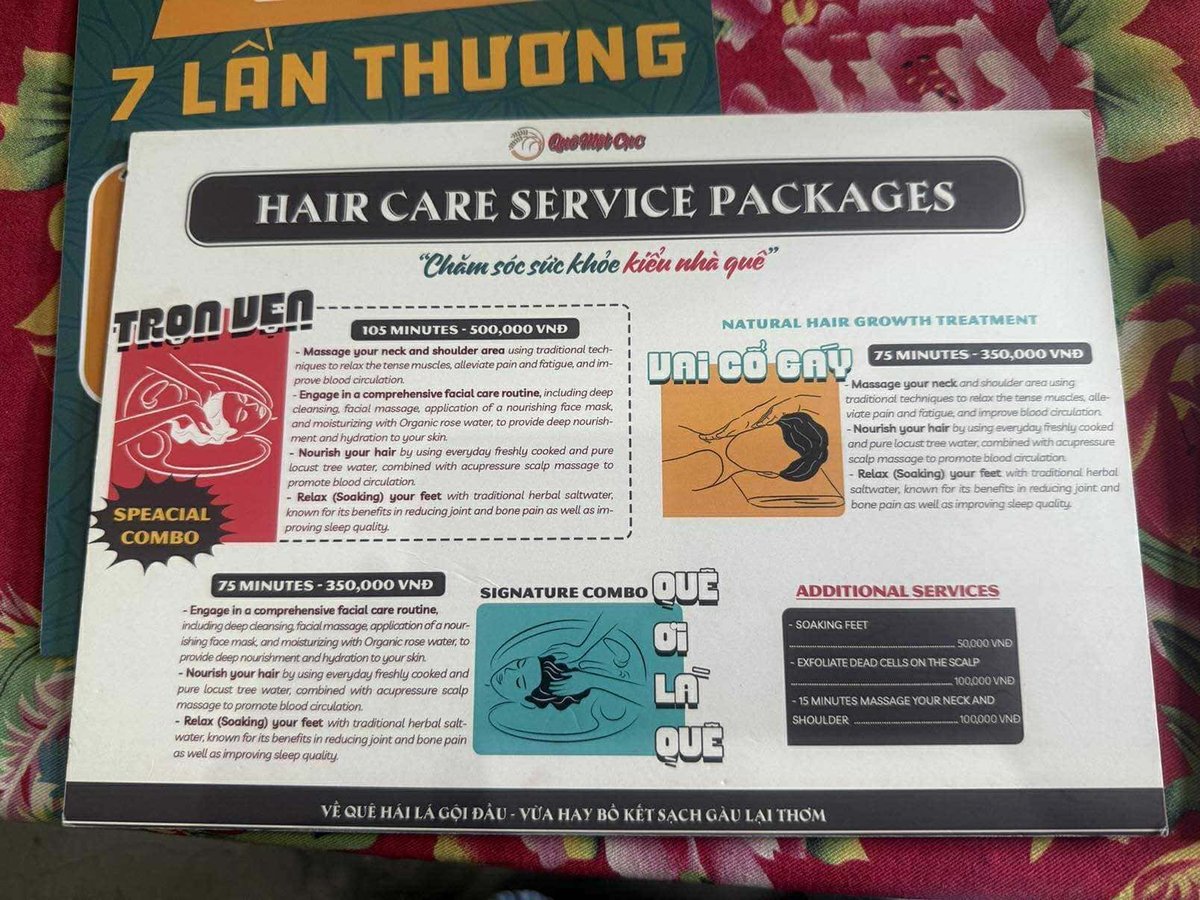 7 LẦN THƯƠNG
Quê Một Cục
HAIR CARE SERVICE PACKAGES
"Chăm sóc sức khỏe kiểu nhà quê"
TRỌN VẸN
105 MINUTES - 500,000 VNĐ
- Massage your neck and shoulder area using traditional tech-
niques to relax the tense muscles, alleviate pain and fatigue, and im-
prove blood circulation.
- Engage in a comprehensive facial care routine, including deep
cleansing, facial massage, application of a nourishing face mask,
and moisturizing with Organic rose water, to provide deep nourish-
ment and hydration to your skin.
- Nourish your hair by using everyday freshly cooked and pure
locust tree water, combined with acupressure scalp massage to
promote blood circulation.
- Relax (Soaking) your feet with traditional herbal saltwater,
known for its benefits in reducing joint and bone pain as well as im-
proving sleep quality.
SPEACIAL
COMBO
NATURAL HAIR GROWTH TREATMENT
VAI CỔ GÁY
75 MINUTES - 350,000 VNĐ
- Massage your neck and shoulder area using
traditional techniques to relax the tense muscles, alle-
viate pain and fatigue, and improve blood circulation.
- Nourish your hair by using everyday freshly cooked
and pure locust tree water, combined with acupressure
scalp massage to promote blood circulation.
- Relax (Soaking) your feet with traditional herbal
saltwater, known for its benefits in reducing joint and
bone pain as well as improving sleep quality.
75 MINUTES - 350,000 VNĐ
- Engage in a comprehensive facial care routine,
including deep cleansing, facial massage, application of a nour-
ishing face mask, and moisturizing with Organic rose water, to
provide deep nourishment and hydration to your skin.
- Nourish your hair by using everyday freshly cooked and
pure locust tree water, combined with acupressure scalp
massage to promote blood circulation.
- Relax (Soaking) your feet with traditional herbal salt-
water, known for its benefits in reducing joint and bone pain
as well as improving sleep quality.
SIGNATURE COMBO
QUÊ
ƠI
LÀ
QUÊ
ADDITIONAL SERVICES
- SOAKING FEET
50,000 VNĐ
- EXFOLIATE DEAD CELLS ON THE SCALP
100,000 VNĐ
- 15 MINUTES MASSAGE YOUR NECK AND
SHOULDER 100,000 VNĐ
VỀ QUÊ HÁI LÁ GỘI ĐẦU - VỪA HAY BỒ KẾT SẠCH GÀU LẠI THƠM